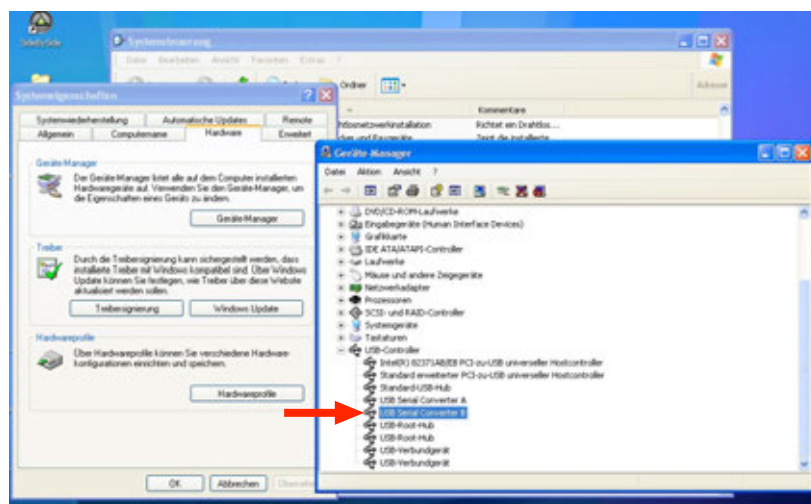 SideBySide
Systemsteuerung
Datei Bearbeiten Ansicht Favoriten Extras ?
Ordner
Adresse
Kommentare
Richtet ein Drahtlos...
Zeigt die installierte
Systemeigenschaften
Systemwiederherstellung Automatische Updates Remote
Allgemein Computername Hardware Erweitert
Geräte-Manager
Der Geräte-Manager listet alle auf dem Computer installierten
Hardwaregeräte auf. Verwenden Sie den Geräte-Manager, um
die Eigenschaften eines Geräts zu ändern.
Geräte-Manager
Treiber
Durch die Treibersignierung kann sichergestellt werden, dass
installierte Treiber mit Windows kompatibel sind. Über Windows
Update können Sie festlegen, wie Treiber über diese Website
aktualisiert werden sollen.
Treibersignierung Windows Update
Hardwareprofile
Über Hardwareprofile können Sie verschiedene Hardware-
konfigurationen einrichten und speichern.
Hardwareprofile
OK Abbrechen
Geräte-Manager
Datei Aktion Ansicht ?
DVD/CD-ROM-Laufwerke
Eingabegeräte (Human Interface Devices)
Grafikkarte
IDE ATA/ATAPI-Controller
Laufwerke
Mäuse und andere Zeigegeräte
Netzwerkadapter
Prozessoren
SCSI- und RAID-Controller
Systemgeräte
Tastaturen
USB-Controller
Intel(R) 82371AB/EB PCI-zu-USB universeller Hostcontroller
Standard erweiterter PCI-zu-USB universeller Hostcontroller
Standard-USB-Hub
USB Serial Converter A
USB Serial Converter B
USB-Root-Hub
USB-Root-Hub
USB-Verbundgerät
USB-Verbundgerät